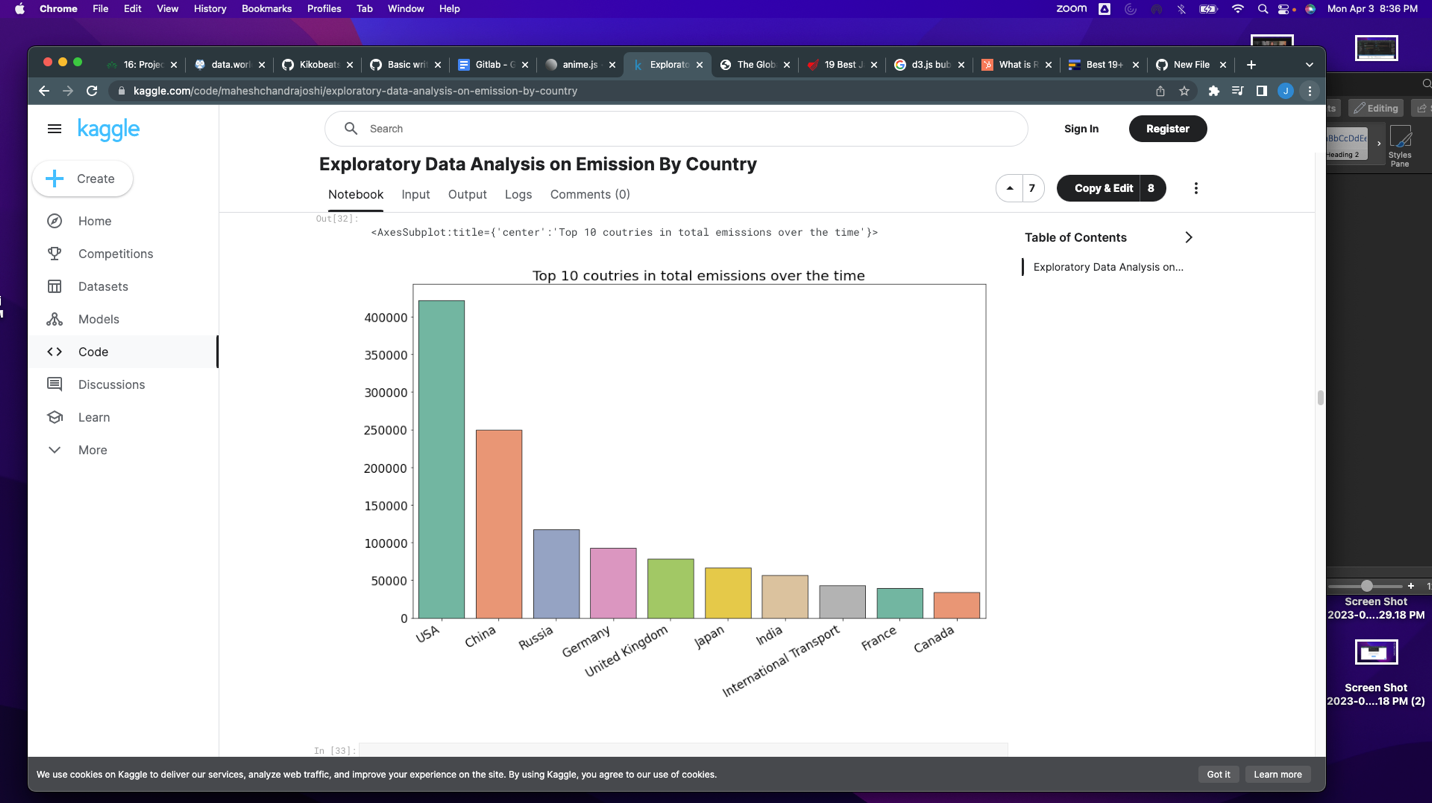 Chrome File Edit View History Bookmarks Profiles Tab Window Help zoom Mon Apr 3 8:36 PM
16: Projec data.worl Kikobeats Basic wri Gitlab - G anime.js Explorato The Globa 19 Best J d3.js bub What is R Best 19+ New File
kaggle.com/code/maheshchandrajoshi/exploratory-data-analysis-on-emission-by-country J
kaggle Search Sign In Register
Exploratory Data Analysis on Emission By Country
Create
Notebook Input Output Logs Comments (0) 7 Copy & Edit 8
Home
Competitions
Datasets
Models
Code
Discussions
Learn
More
Out[32]:
<AxesSubplot:title={'center':'Top 10 coutries in total emissions over the time'}>
Table of Contents
Exploratory Data Analysis on...
Top 10 coutries in total emissions over the time
400000
350000
300000
250000
200000
150000
100000
50000
0
USA China Russia Germany United Kingdom Japan India International Transport France Canada
In [33]:
We use cookies on Kaggle to deliver our services, analyze web traffic, and improve your experience on the site. By using Kaggle, you agree to our use of cookies. Got it Learn more
Editing
Heading 2
Styles
Pane
Screen Shot
2023-0....29.18 PM
Screen Shot
2023-0....18 PM (2)